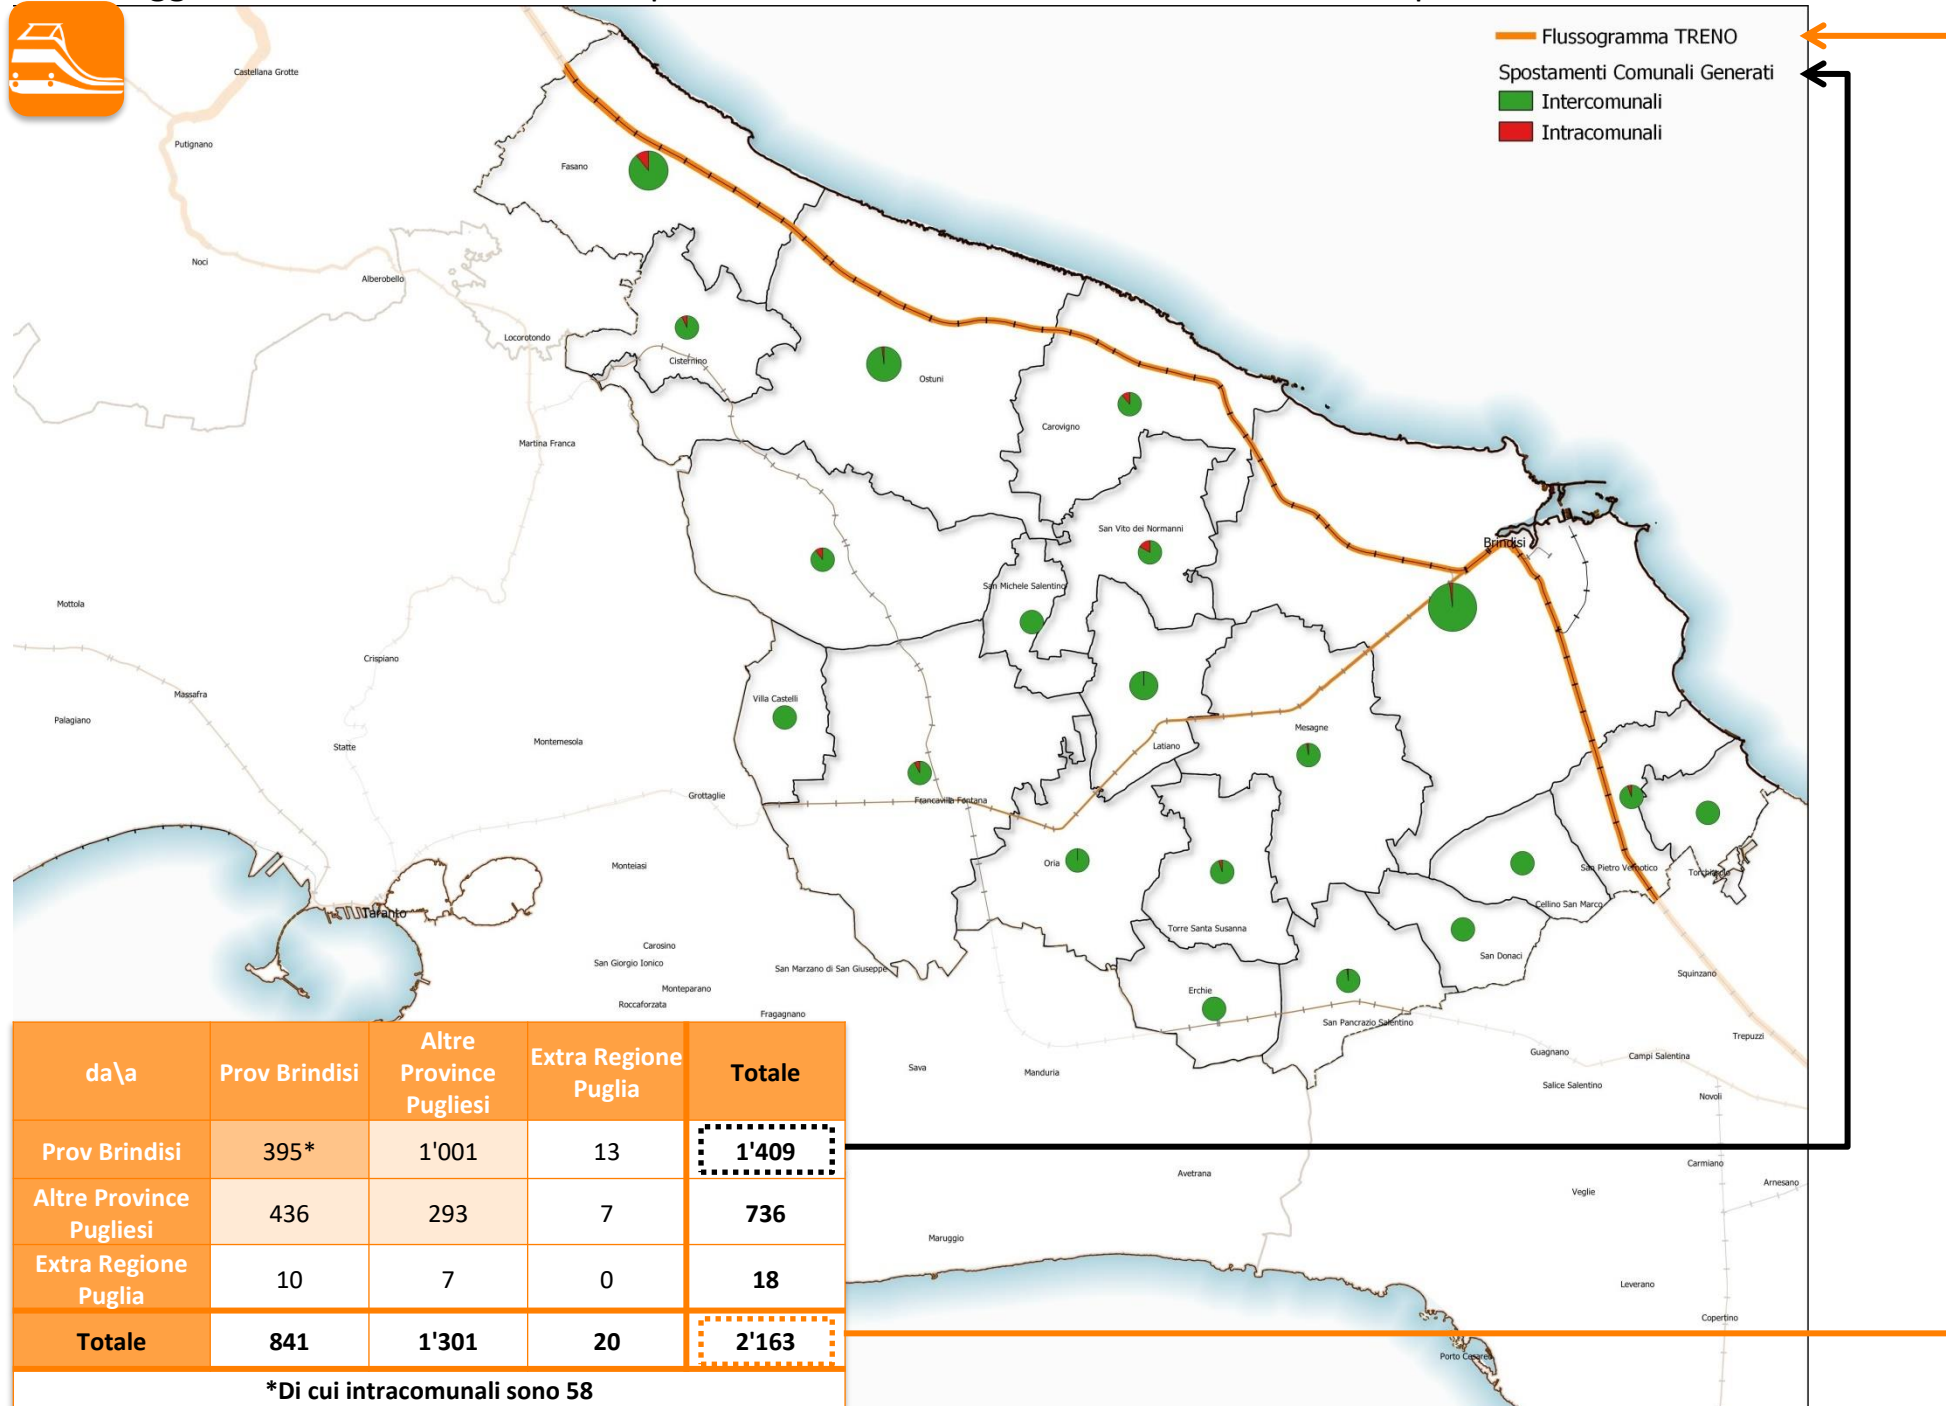 Flussogramma TRENO
Spostamenti Comunali Generati
Intercomunali
Intracomunali
Castellana Grotte
Putignano
Fasano
Noci
Alberobello
Locorotondo
Cisternino
Ostuni
Martina Franca
Carovigno
San Vito dei Normanni
Brindisi
San Michele Salentino
Mottola
Crispiano
Massafra
Palagiano
Villa Castelli
Statte
Montemesola
Latiano
Mesagne
Grottaglie
Francavilla Fontana
Monteiasi
Oria
San Pietro Vernotico
Torchiarolo
Cellino San Marco
Taranto
Torre Santa Susanna
Carosino
San Giorgio Ionico
San Marzano di San Giuseppe
San Donaci
Squinzano
Monteparano
Roccaforzata
Fragagnano
Erchie
San Pancrazio Salentino
Trepuzzi
Guagnano
Campi Salentina
Sava
Manduria
Salice Salentino
Novoli
Carmiano
Avetrana
Arnesano
Veglie
Maruggio
Leverano
Copertino
Porto Cesareo
da\a Prov Brindisi Altre Province Pugliesi Extra Regione Puglia Totale
Prov Brindisi 395* 1'001 13 1'409
Altre Province Pugliesi 436 293 7 736
Extra Regione Puglia 10 7 0 18
Totale 841 1'301 20 2'163
*Di cui intracomunali sono 58